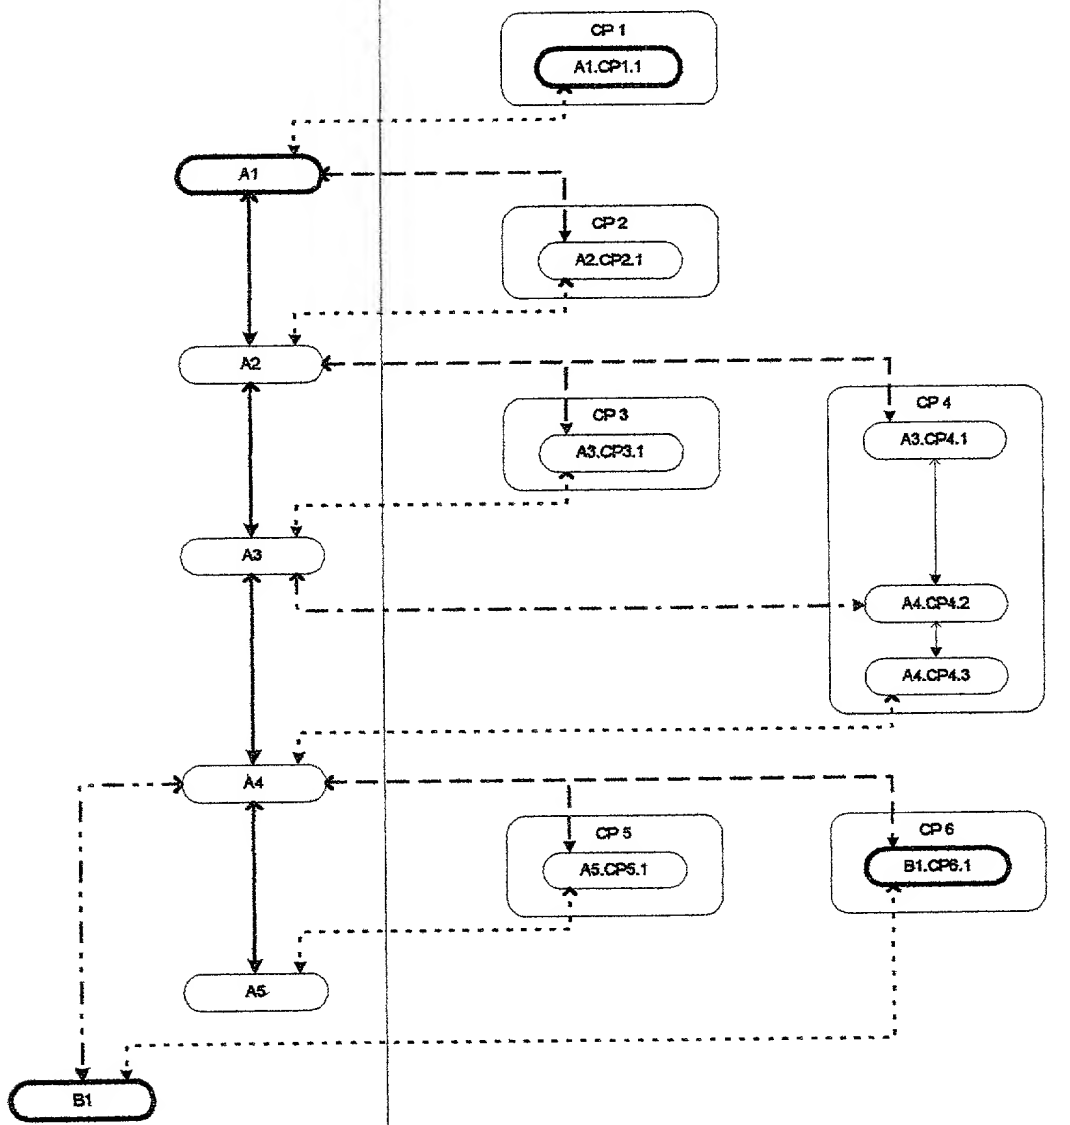 CP 1
A1.CP1.1
A1
CP 2
A2.CP2.1
A2
CP 3
A3.CP3.1
CP 4
A3.CP4.1
A3
A4.CP4.2
A4.CP4.3
A4
CP 5
A5.CP5.1
CP 6
B1.CP6.1
A5
B1